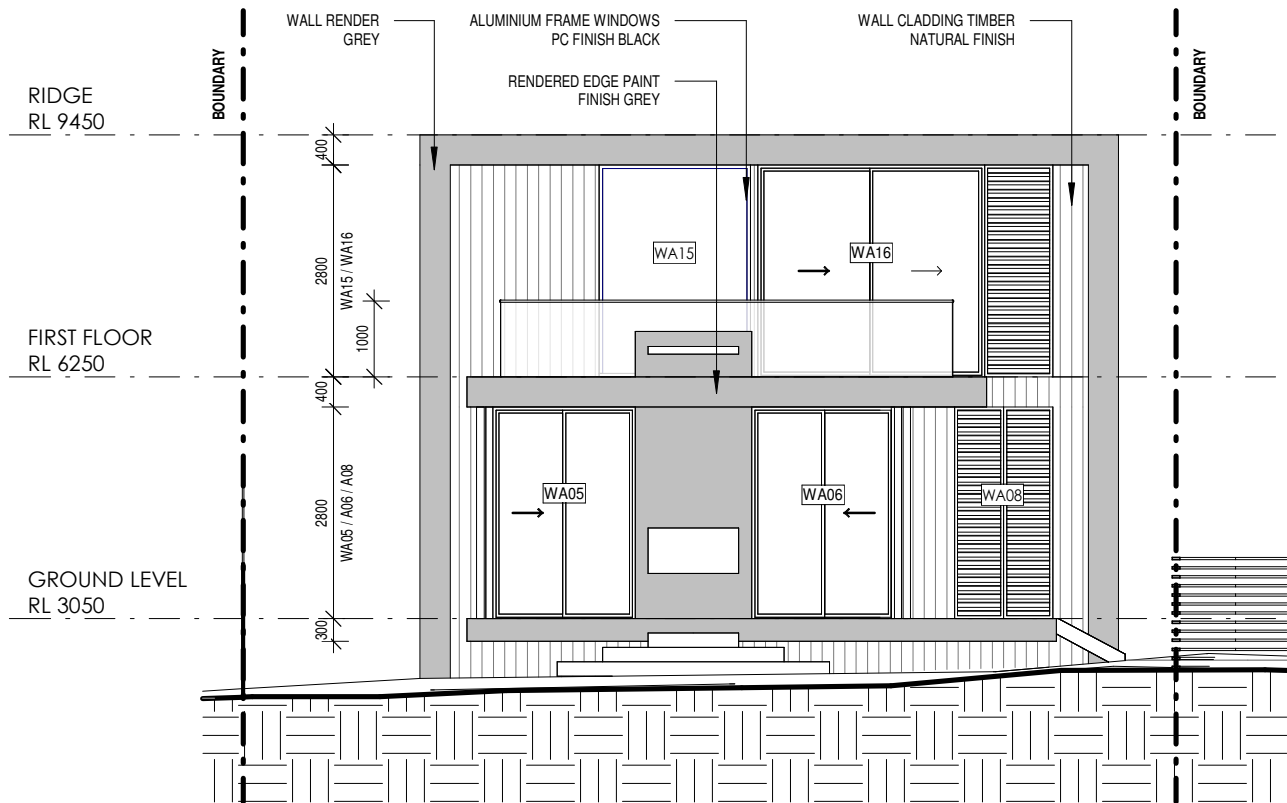 WALL RENDER
GREY
ALUMINIUM FRAME WINDOWS
PC FINISH BLACK
WALL CLADDING TIMBER
NATURAL FINISH
RENDERED EDGE PAINT
FINISH GREY
BOUNDARY
BOUNDARY
RIDGE
RL 9450
400
2800
WA15 / WA16
1000
WA15
WA16
FIRST FLOOR
RL 6250
400
2800
WA05 / A06 / A08
WA05
WA06
WA08
GROUND LEVEL
RL 3050
300